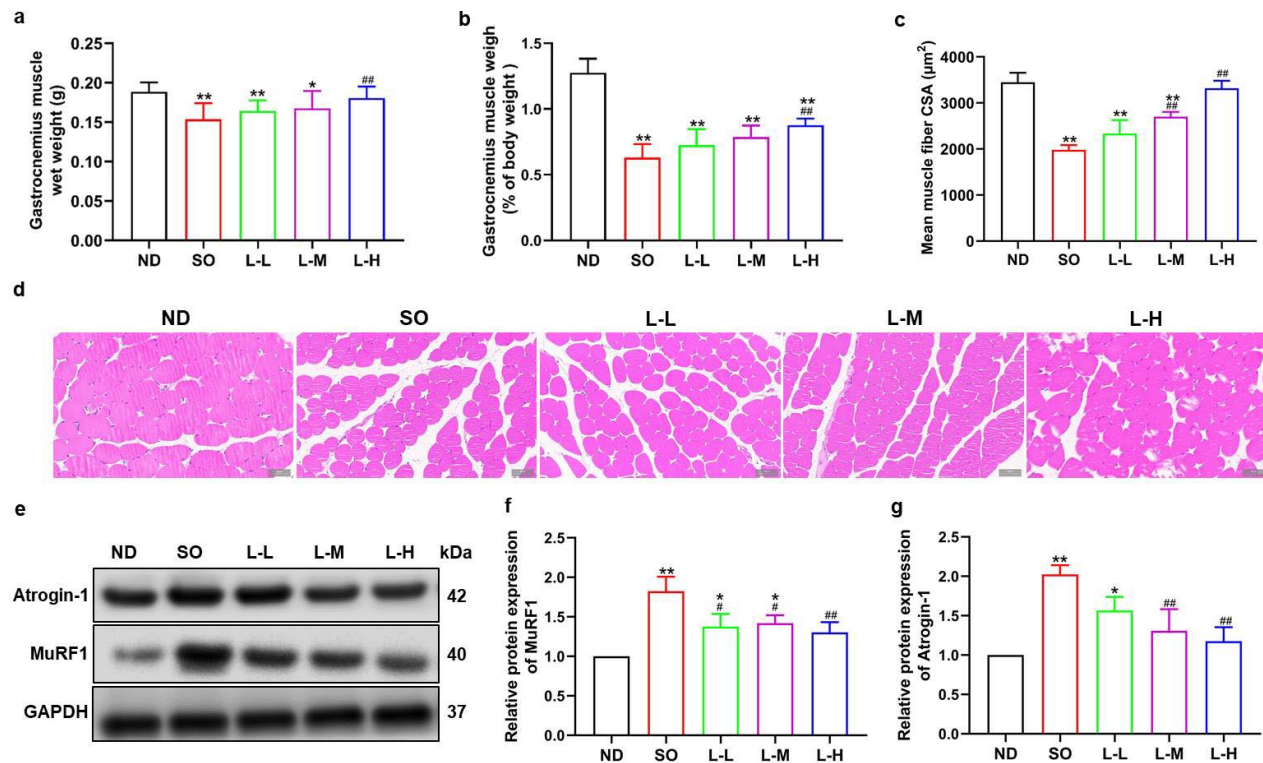 a
Gastrocnemius muscle
wet weight (g)
0.25
0.20
0.15
0.10
0.05
0.00
** ** * ##
ND SO L-L L-M L-H
b
Gastrocnemius muscle weigh
(% of body weight )
1.5
1.0
0.5
0.0
** ** ** **
##
ND SO L-L L-M L-H
c
Mean muscle fiber CSA (μm²)
4000
3000
2000
1000
0
** ** ** ##
##
ND SO L-L L-M L-H
d
ND SO L-L L-M L-H
e
ND SO L-L L-M L-H kDa
Atrogin-1 42
MuRF1 40
GAPDH 37
f
Relative protein expression
of MuRF1
2.5
2.0
1.5
1.0
0.5
0.0
** * * ##
# #
ND SO L-L L-M L-H
g
Relative protein expression
of Atrogin-1
2.5
2.0
1.5
1.0
0.5
0.0
** * ## ##
ND SO L-L L-M L-H